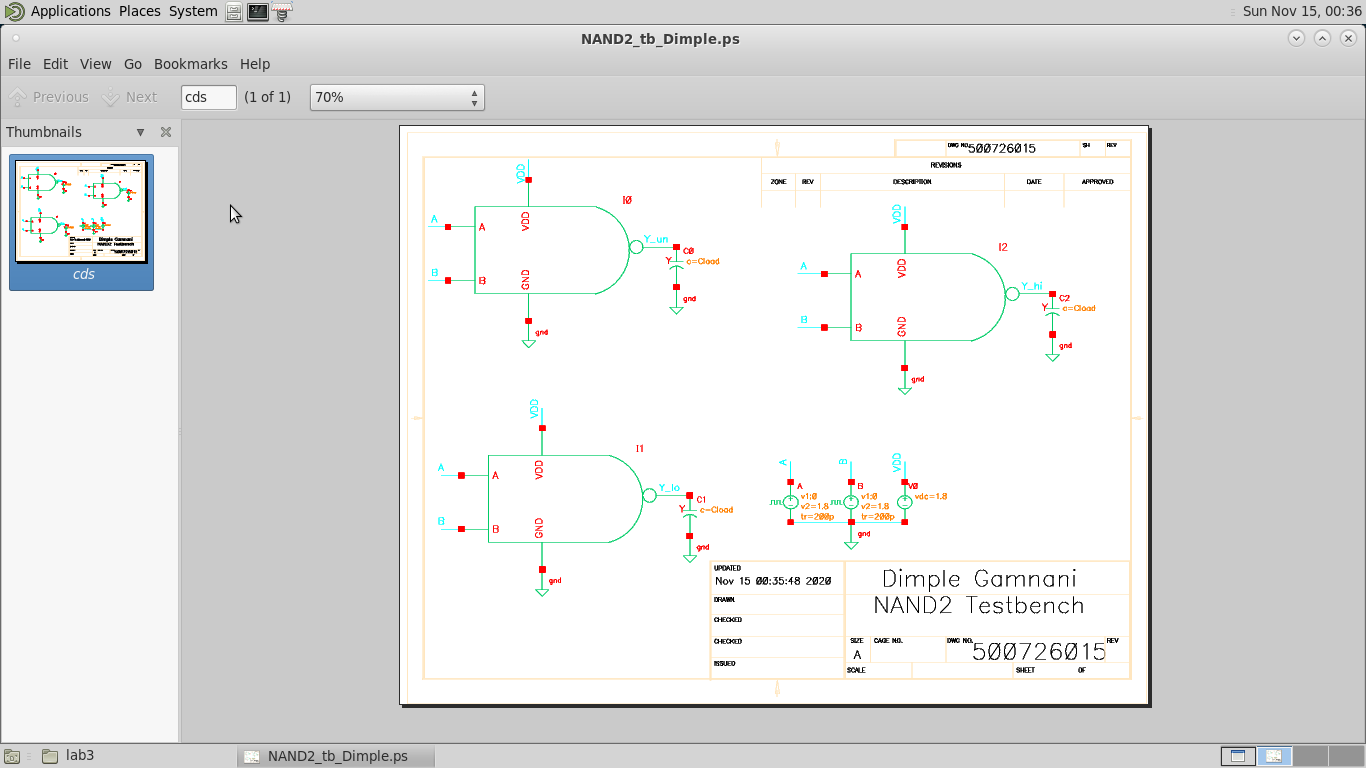 Applications Places System
Sun Nov 15, 00:36
NAND2_tb_Dimple.ps
File Edit View Go Bookmarks Help
Previous Next cds (1 of 1) 70%
Thumbnails
cds
DWG NO. 500726015 SH REV
REVISIONS
ZONE REV DESCRIPTION DATE APPROVED
VDD
I0
A A VDD
Y_un
C0
Y c=Cload
B B GND
gnd
gnd
VDD
I2
A A VDD
Y_hi
C2
Y c=Cload
B B GND
gnd
gnd
VDD
I1
A A VDD
Y_lo
C1
Y c=Cload
B B GND
gnd
gnd
A B VDD
A B V0
v1:0 v1:0 vdc=1.8
v2=1.8 v2=1.8
tr=200p tr=200p
gnd
UPDATED
Nov 15 00:35:48 2020
DRAWN
CHECKED
CHECKED
ISSUED
Dimple Gamnani
NAND2 Testbench
SIZE CAGE NO. DWG NO. REV
A 500726015
SCALE SHEET OF
lab3 NAND2_tb_Dimple.ps